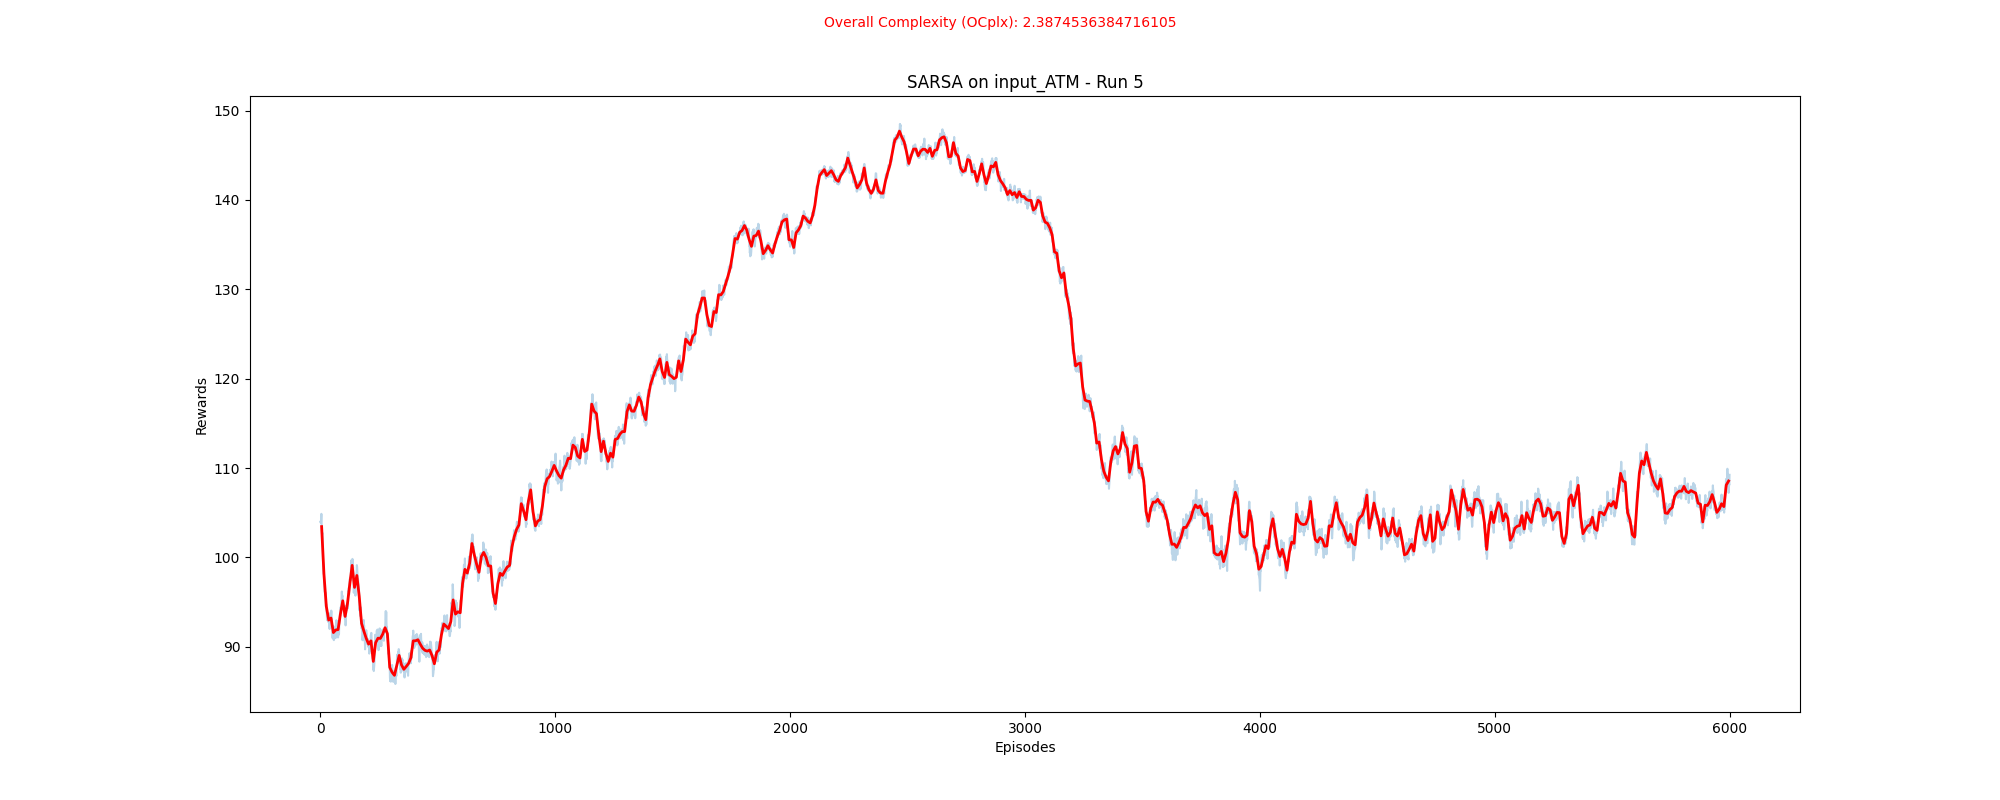 Overall Complexity (OCplx): 2.3874536384716105
SARSA on input_ATM - Run 5
150
140
130
120
110
100
90
Rewards
0 1000 2000 3000 4000 5000 6000
Episodes